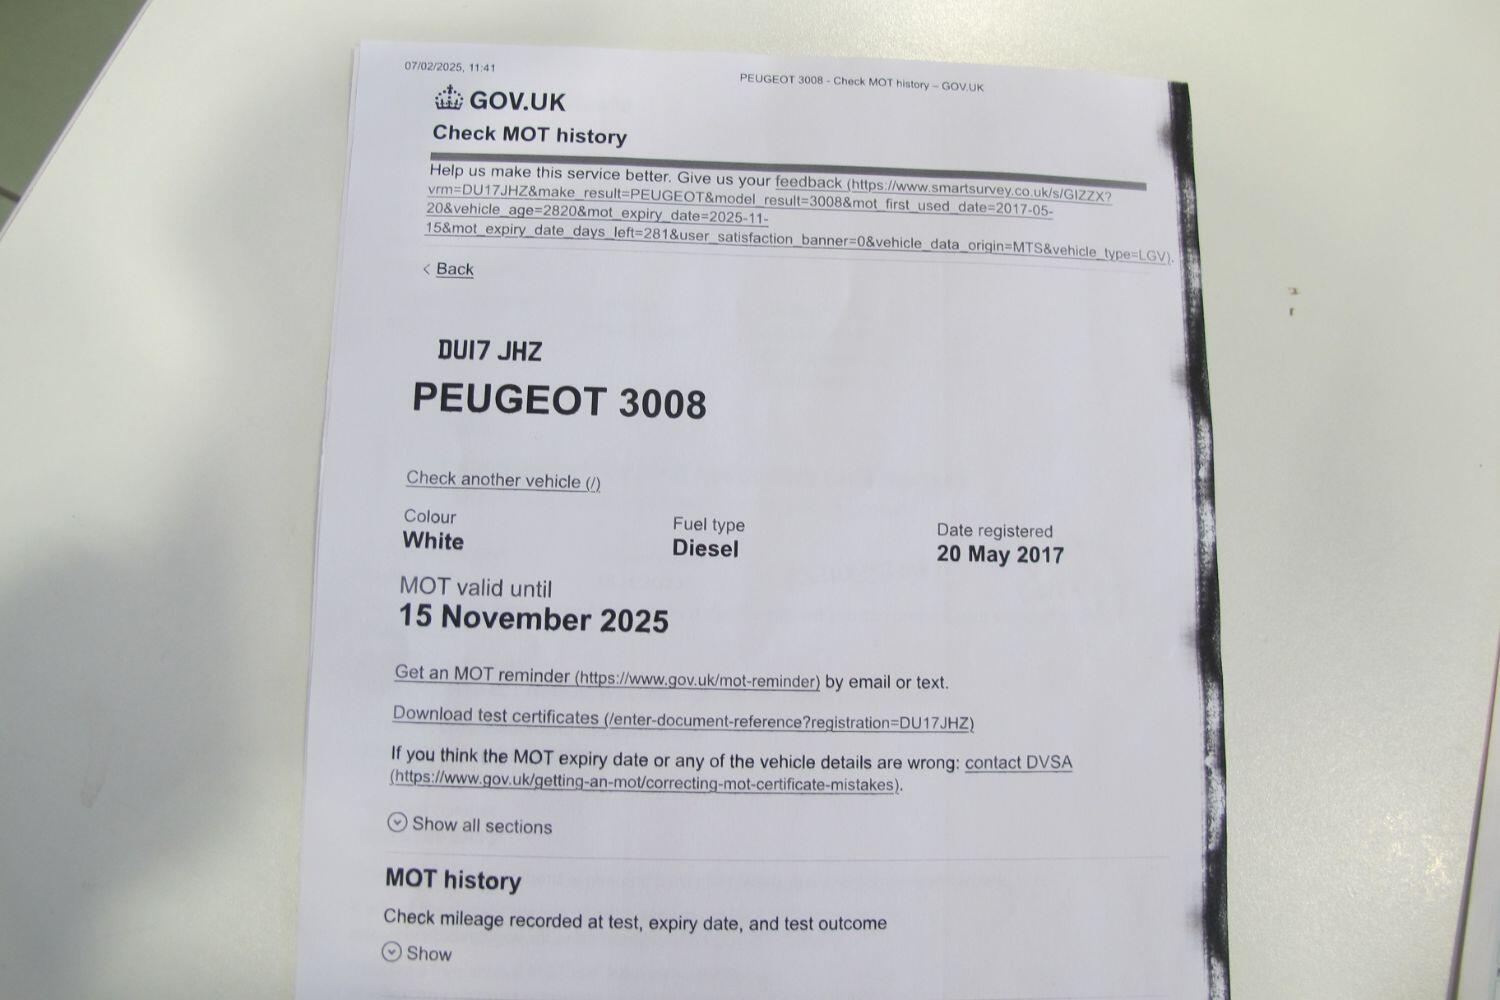 07/02/2025, 11:41
PEUGEOT 3008 - Check MOT history – GOV.UK
GOV.UK
Check MOT history
Help us make this service better. Give us your feedback (https://www.smartsurvey.co.uk/s/GIZZX?
vrm=DU17JHZ&make_result=PEUGEOT&model_result=3008&mot_first_used_date=2017-05-
20&vehicle_age=2820&mot_expiry_date=2025-11-
15&mot_expiry_date_days_left=281&user_satisfaction_banner=0&vehicle_data_origin=MTS&vehicle_type=LGV).
< Back
DU17 JHZ
PEUGEOT 3008
Check another vehicle (/)
Colour
White
Fuel type
Diesel
Date registered
20 May 2017
MOT valid until
15 November 2025
Get an MOT reminder (https://www.gov.uk/mot-reminder) by email or text.
Download test certificates (/enter-document-reference?registration=DU17JHZ)
If you think the MOT expiry date or any of the vehicle details are wrong: contact DVSA
(https://www.gov.uk/getting-an-mot/correcting-mot-certificate-mistakes).
Show all sections
MOT history
Check mileage recorded at test, expiry date, and test outcome
Show